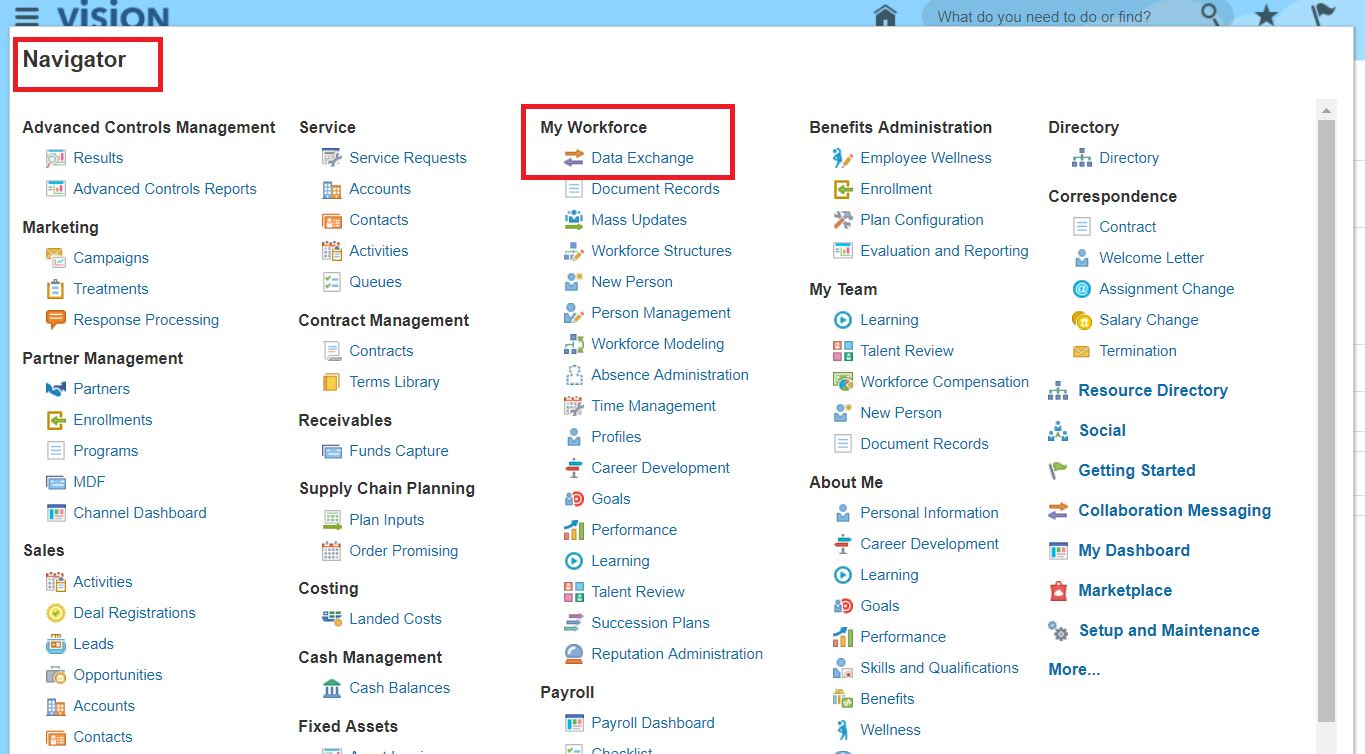 vision
What do you need to do or find?
Navigator
Advanced Controls Management
Results
Advanced Controls Reports
Marketing
Campaigns
Treatments
Response Processing
Partner Management
Partners
Enrollments
Programs
MDF
Channel Dashboard
Sales
Activities
Deal Registrations
Leads
Opportunities
Accounts
Contacts
Service
Service Requests
Accounts
Contacts
Activities
Queues
Contract Management
Contracts
Terms Library
Receivables
Funds Capture
Supply Chain Planning
Plan Inputs
Order Promising
Costing
Landed Costs
Cash Management
Cash Balances
Fixed Assets
My Workforce
Data Exchange
Document Records
Mass Updates
Workforce Structures
New Person
Person Management
Workforce Modeling
Absence Administration
Time Management
Profiles
Career Development
Goals
Performance
Learning
Talent Review
Succession Plans
Reputation Administration
Payroll
Payroll Dashboard
Checklist
Benefits Administration
Employee Wellness
Enrollment
Plan Configuration
Evaluation and Reporting
My Team
Learning
Talent Review
Workforce Compensation
New Person
Document Records
About Me
Personal Information
Career Development
Learning
Goals
Performance
Skills and Qualifications
Benefits
Wellness
Directory
Directory
Correspondence
Contract
Welcome Letter
Assignment Change
Salary Change
Termination
Resource Directory
Social
Getting Started
Collaboration Messaging
My Dashboard
Marketplace
Setup and Maintenance
More...